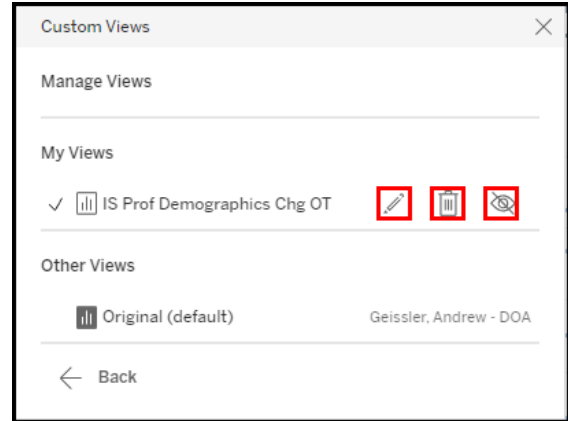 Custom Views
Manage Views
My Views
IS Prof Demographics Chg OT
Other Views
Original (default) Geissler, Andrew - DOA
Back